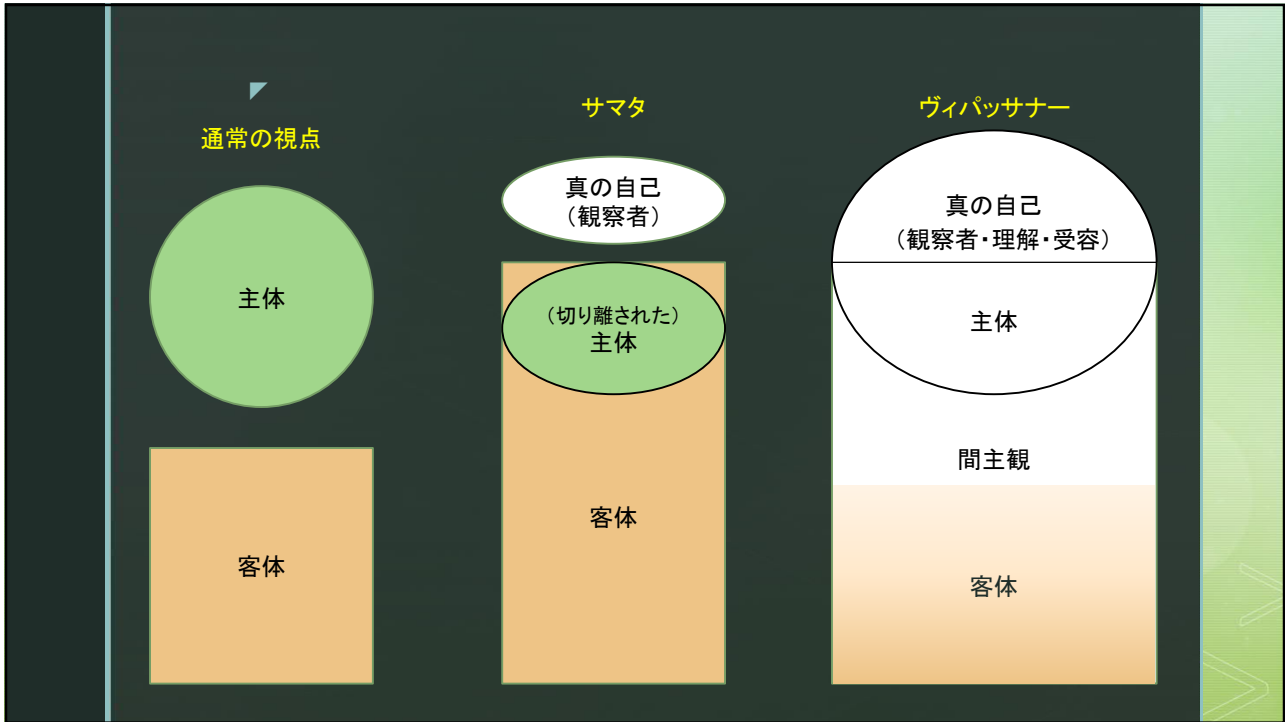 通常の視点
主体
客体
サマタ
真の自己
（観察者）
（切り離された）
主体
客体
ヴィパッサナー
真の自己
（観察者・理解・受容）
主体
間主観
客体